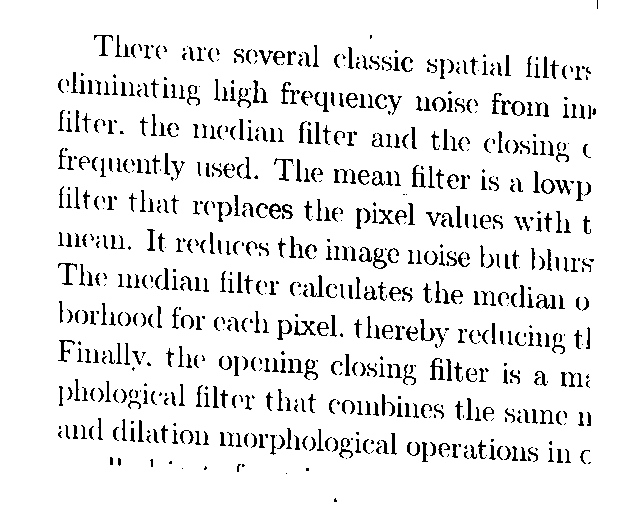 There are several classic spatial filters
eliminating high frequency noise from
filter. the median filter and the closing
frequently used. The mean filter is a lowp
filter that replaces the pixel values with t
mean. It reduces the image noise but blurs
The median filter calculates the median o
borhood for each pixel. thereby reducing
Finally. the opening closing filter is a
phological filter that combines the same
and dilation morphological operations in